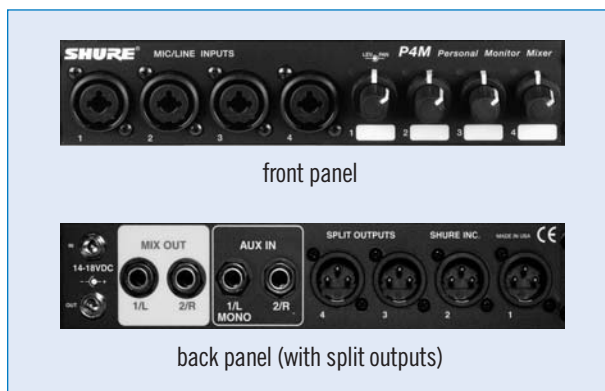 SHURE® MIC/LINE INPUTS P4M Personal Monitor Mixer
1 2 3 4 1 2 3 4
front panel
IN MIX OUT AUX IN SPLIT OUTPUTS SHURE INC. MADE IN USA CE
14-18VDC
OUT 1/L 2/R 1/L 2/R 4 3 2 1
MONO
back panel (with split outputs)